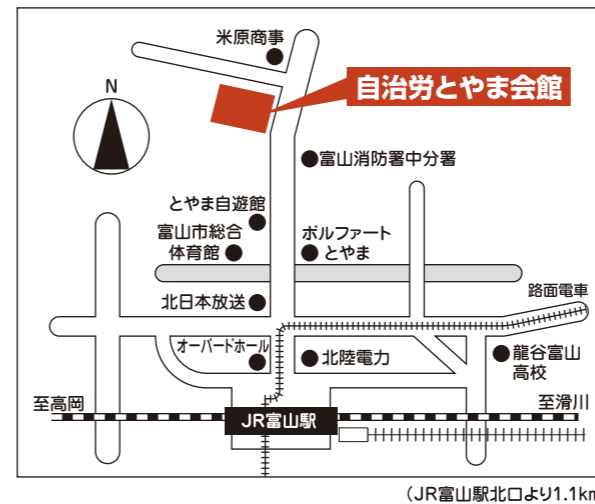 米原商事
自治労とやま会館
N
富山消防署中分署
とやま自遊館
富山市総合
体育館
ボルファート
とやま
路面電車
北日本放送
オーバードホール
北陸電力
龍谷富山
高校
至高岡
至滑川
JR富山駅
(JR富山駅北口より1.1km